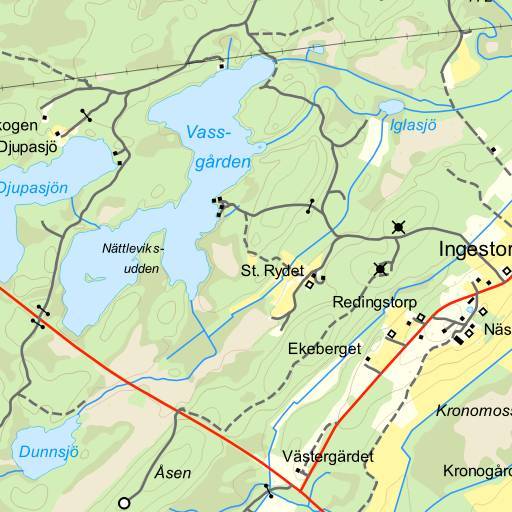 kogen
Djupasjö
Djupasjön
Vass-
gården
Iglasjö
Nättleviks-
udden
St. Rydet
Ingestor
Redingstorp
Näs
Ekeberget
Kronomoss
Dunnsjö
Åsen
Västergärdet
Kronogård